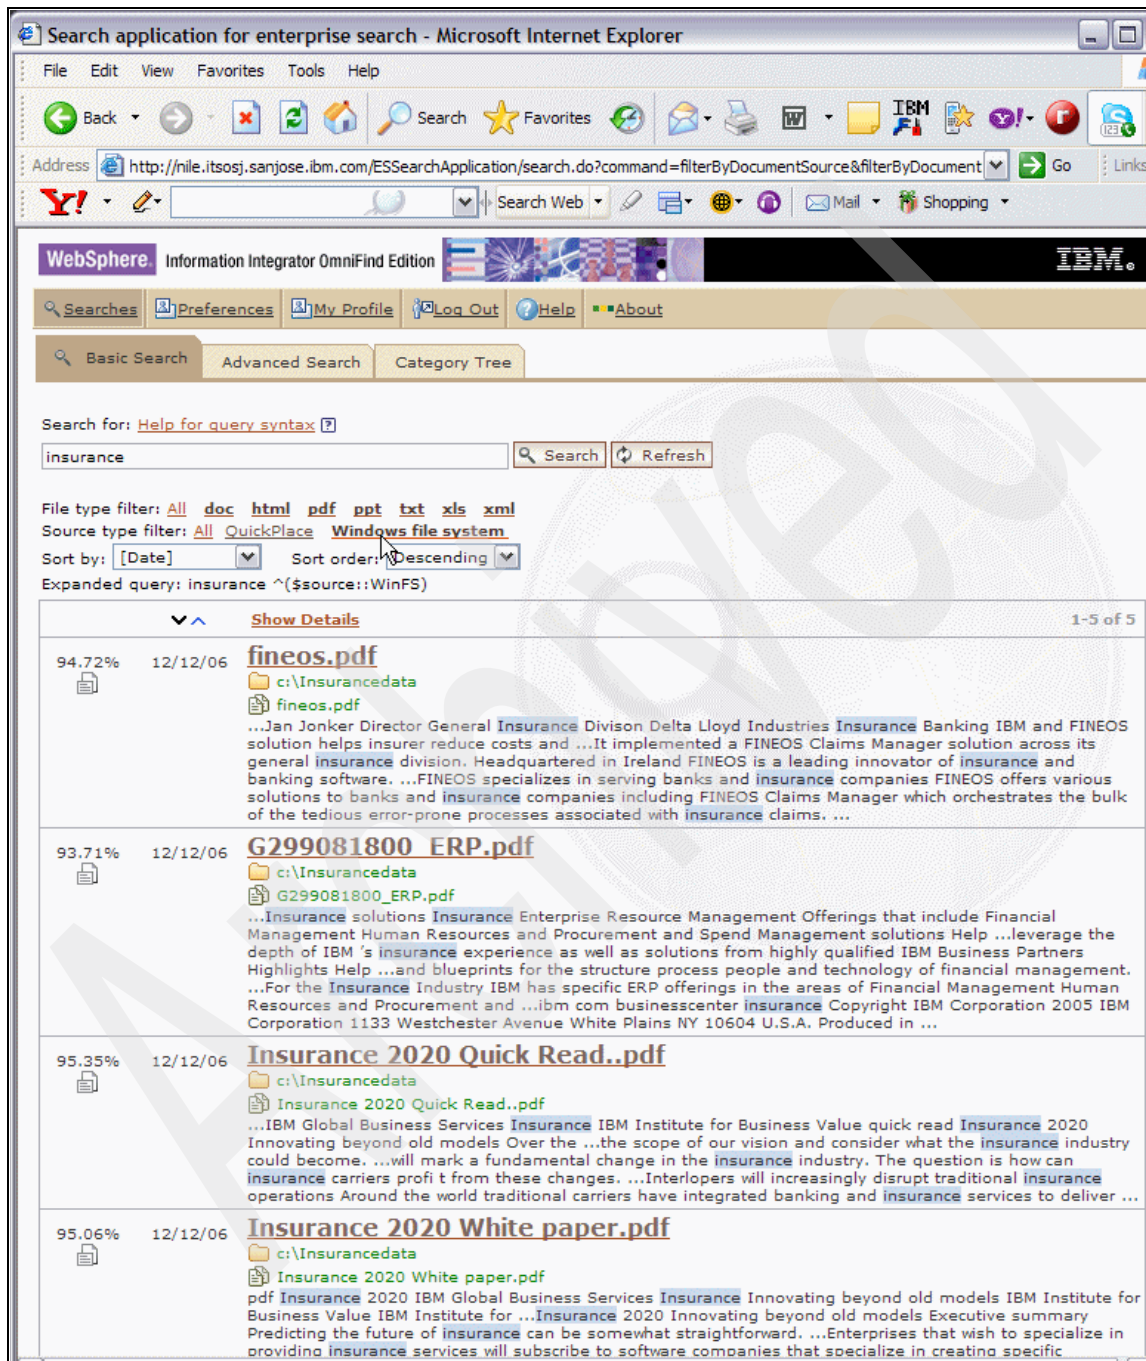 Search application for enterprise search - Microsoft Internet Explorer
File Edit View Favorites Tools Help
Back Search Favorites IBM
Address http://nile.itsosj.sanjose.ibm.com/ESSearchApplication/search.do?command=filterByDocumentSource&filterByDocument Go Links
Y! Search Web Mail Shopping
WebSphere. Information Integrator OmniFind Edition IBM.
Searches Preferences My Profile Log Out Help About
Basic Search Advanced Search Category Tree
Search for: Help for query syntax ?
insurance Search Refresh
File type filter: All doc html pdf ppt txt xls xml
Source type filter: All QuickPlace Windows file system
Sort by: [Date] Sort order: Descending
Expanded query: insurance ^($source::WinFS)
Show Details 1-5 of 5
94.72% 12/12/06 fineos.pdf
c:\Insurancedata
fineos.pdf
...Jan Jonker Director General Insurance Divison Delta Lloyd Industries Insurance Banking IBM and FINEOS
solution helps insurer reduce costs and ...It implemented a FINEOS Claims Manager solution across its
general insurance division. Headquartered in Ireland FINEOS is a leading innovator of insurance and
banking software. ...FINEOS specializes in serving banks and insurance companies FINEOS offers various
solutions to banks and insurance companies including FINEOS Claims Manager which orchestrates the bulk
of the tedious error-prone processes associated with insurance claims. ...
93.71% 12/12/06 G299081800_ERP.pdf
c:\Insurancedata
G299081800_ERP.pdf
...Insurance solutions Insurance Enterprise Resource Management Offerings that include Financial
Management Human Resources and Procurement and Spend Management solutions Help ...leverage the
depth of IBM 's insurance experience as well as solutions from highly qualified IBM Business Partners
Highlights Help ...and blueprints for the structure process people and technology of financial management.
...For the Insurance Industry IBM has specific ERP offerings in the areas of Financial Management Human
Resources and Procurement and ...ibm com businesscenter insurance Copyright IBM Corporation 2005 IBM
Corporation 1133 Westchester Avenue White Plains NY 10604 U.S.A. Produced in ...
95.35% 12/12/06 Insurance 2020 Quick Read..pdf
c:\Insurancedata
Insurance 2020 Quick Read..pdf
...IBM Global Business Services Insurance IBM Institute for Business Value quick read Insurance 2020
Innovating beyond old models Over the ...the scope of our vision and consider what the insurance industry
could become. ...will mark a fundamental change in the insurance industry. The question is how can
insurance carriers profi t from these changes. ...Interlopers will increasingly disrupt traditional insurance
operations Around the world traditional carriers have integrated banking and insurance services to deliver ...
95.06% 12/12/06 Insurance 2020 White paper.pdf
c:\Insurancedata
Insurance 2020 White paper.pdf
pdf Insurance 2020 IBM Global Business Services Insurance Innovating beyond old models IBM Institute for
Business Value IBM Institute for ...Insurance 2020 Innovating beyond old models Executive summary
Predicting the future of insurance can be somewhat straightforward. ...Enterprises that wish to specialize in
providing insurance services will subscribe to software companies that specialize in creating specific
Archived